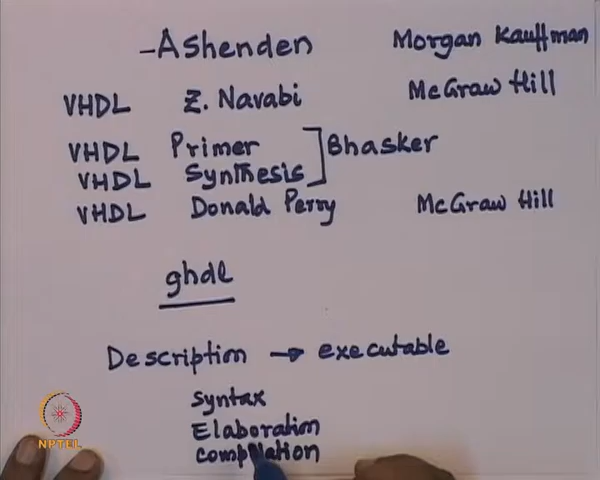 -Ashenden Morgan Kauffman
VHDL Z. Navabi McGraw Hill
VHDL Primer
VHDL Synthesis ] Bhasker
VHDL Donald Perry McGraw Hill
ghdl
Description → executable
Syntax
Elaboration
Compilation
NPTEL